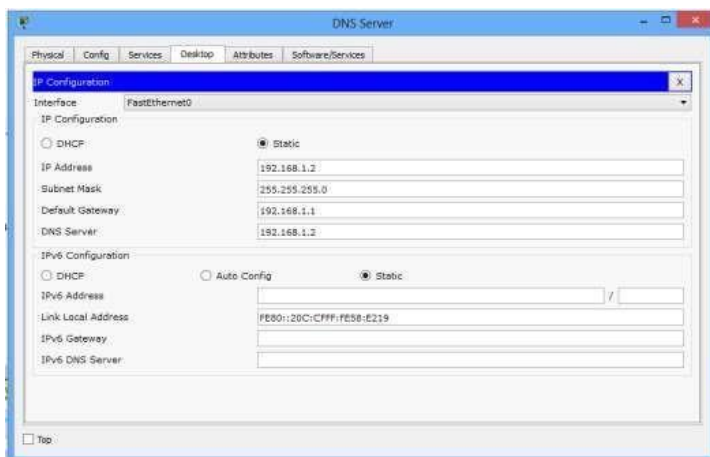 DNS Server
Physical Config Services Desktop Attributes Software/Services
IP Configuration X
Interface FastEthernet0
IP Configuration
DHCP Static
IP Address 192.168.1.2
Subnet Mask 255.255.255.0
Default Gateway 192.168.1.1
DNS Server 192.168.1.2
IPv6 Configuration
DHCP Auto Config Static
IPv6 Address /
Link Local Address FE80::20C:CFFF:FE58:E219
IPv6 Gateway
IPv6 DNS Server
Top